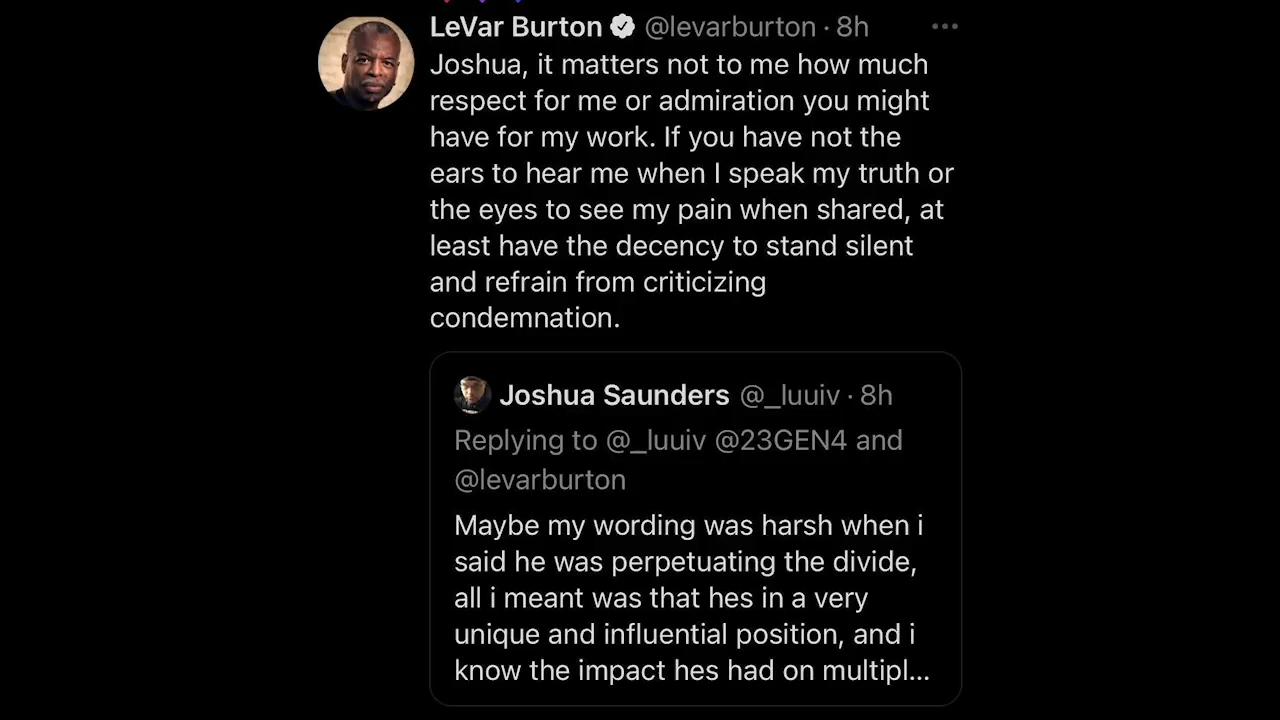 LeVar Burton @levarburton · 8h
Joshua, it matters not to me how much
respect for me or admiration you might
have for my work. If you have not the
ears to hear me when I speak my truth or
the eyes to see my pain when shared, at
least have the decency to stand silent
and refrain from criticizing
condemnation.
Joshua Saunders @_luuiv · 8h
Replying to @_luuiv @23GEN4 and
@levarburton
Maybe my wording was harsh when i
said he was perpetuating the divide,
all i meant was that hes in a very
unique and influential position, and i
know the impact hes had on multipl...